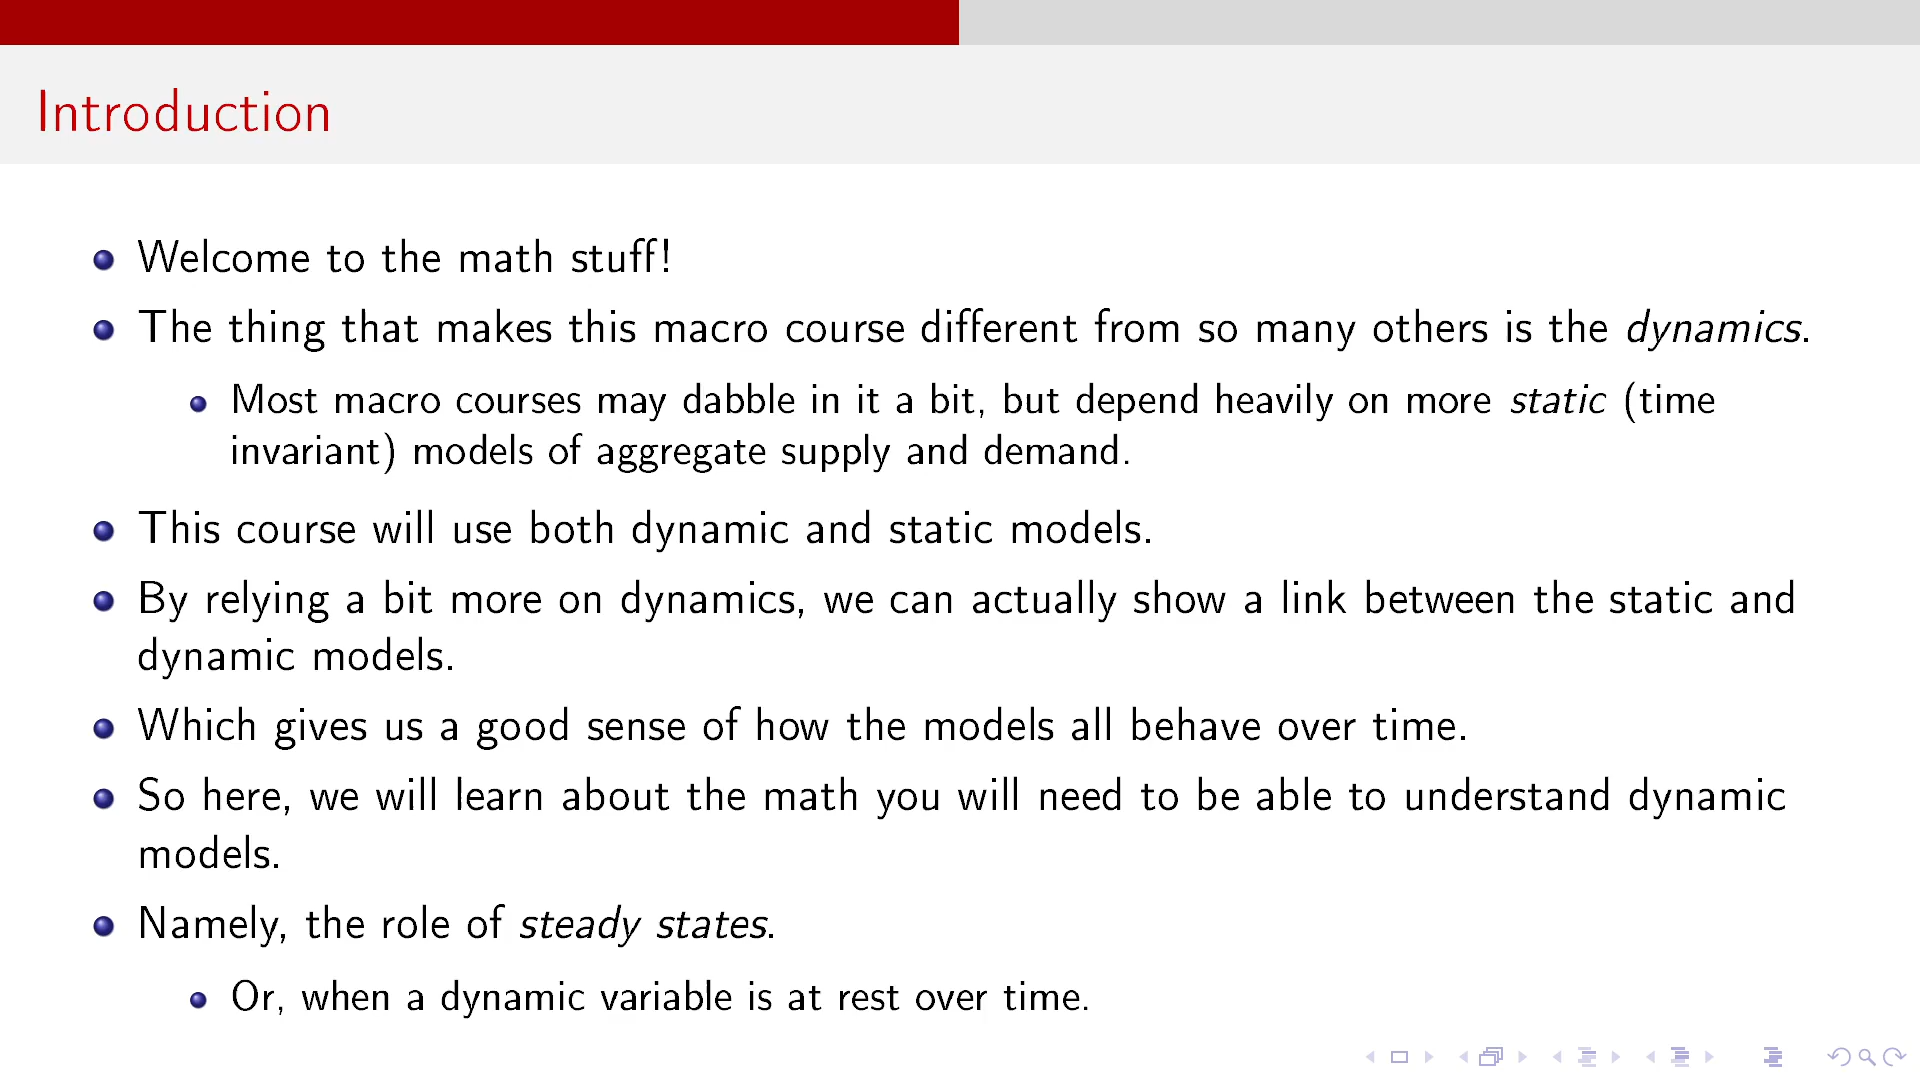 Introduction
Welcome to the math stuff!
The thing that makes this macro course different from so many others is the dynamics.
Most macro courses may dabble in it a bit, but depend heavily on more static (time
invariant) models of aggregate supply and demand.
This course will use both dynamic and static models.
By relying a bit more on dynamics, we can actually show a link between the static and
dynamic models.
Which gives us a good sense of how the models all behave over time.
So here, we will learn about the math you will need to be able to understand dynamic
models.
Namely, the role of steady states.
Or, when a dynamic variable is at rest over time.